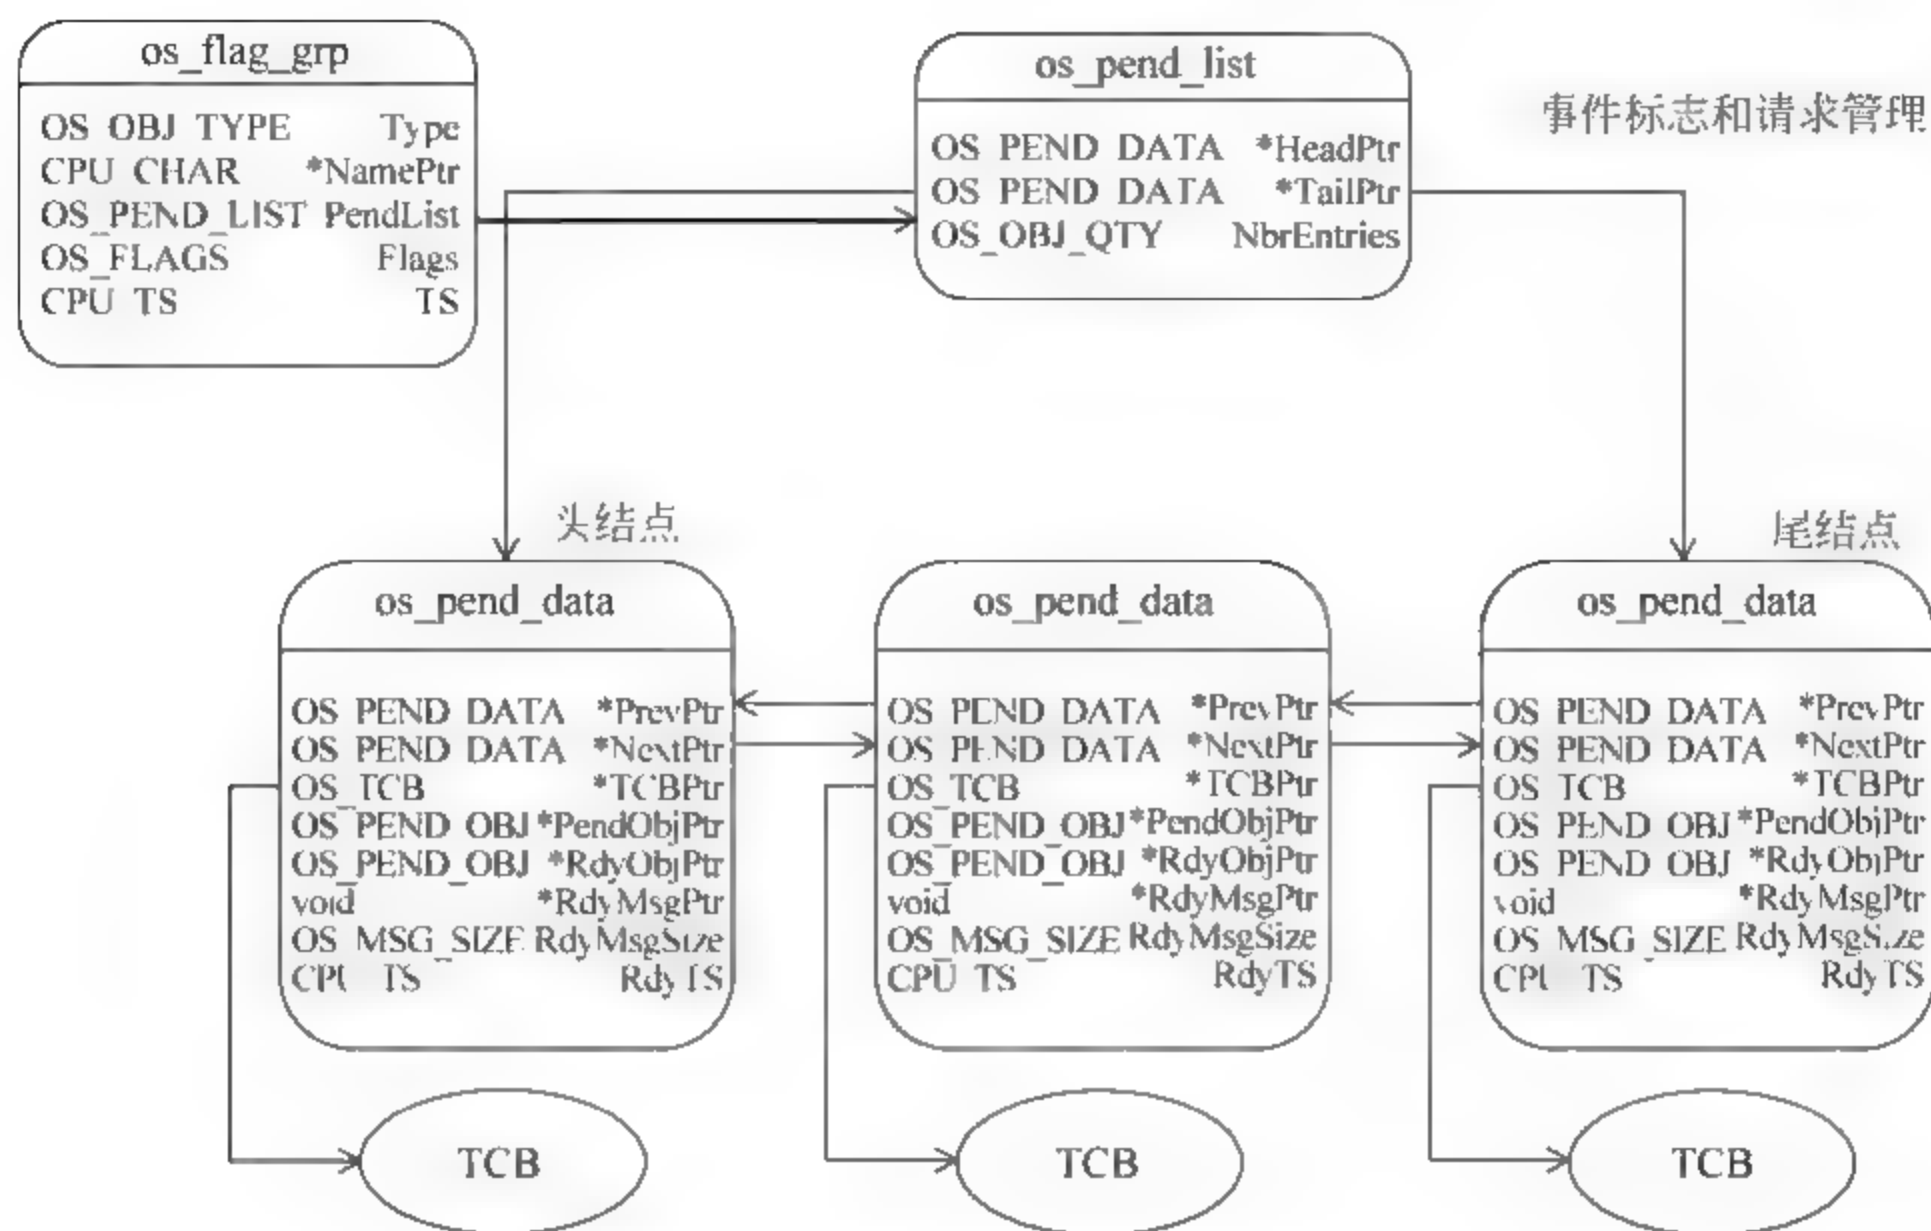 os_flag_grp
OS_OBJ_TYPE Type
CPU_CHAR *NamePtr
OS_PEND_LIST PendList
OS_FLAGS Flags
CPU_TS TS
os_pend_list
OS_PEND_DATA *HeadPtr
OS_PEND_DATA *TailPtr
OS_OBJ_QTY NbrEntries
事件标志和请求管理
头结点
尾结点
os_pend_data
OS_PEND_DATA *PrevPtr
OS_PEND_DATA *NextPtr
OS_TCB *TCBPtr
OS_PEND_OBJ *PendObjPtr
OS_PEND_OBJ *RdyObjPtr
void *RdyMsgPtr
OS_MSG_SIZE RdyMsgSize
CPU_TS RdyTS
os_pend_data
OS_PEND_DATA *PrevPtr
OS_PEND_DATA *NextPtr
OS_TCB *TCBPtr
OS_PEND_OBJ *PendObjPtr
OS_PEND_OBJ *RdyObjPtr
void *RdyMsgPtr
OS_MSG_SIZE RdyMsgSize
CPU_TS RdyTS
os_pend_data
OS_PEND_DATA *PrevPtr
OS_PEND_DATA *NextPtr
OS_TCB *TCBPtr
OS_PEND_OBJ *PendObjPtr
OS_PEND_OBJ *RdyObjPtr
void *RdyMsgPtr
OS_MSG_SIZE RdyMsgSize
CPU_TS RdyTS
TCB
TCB
TCB